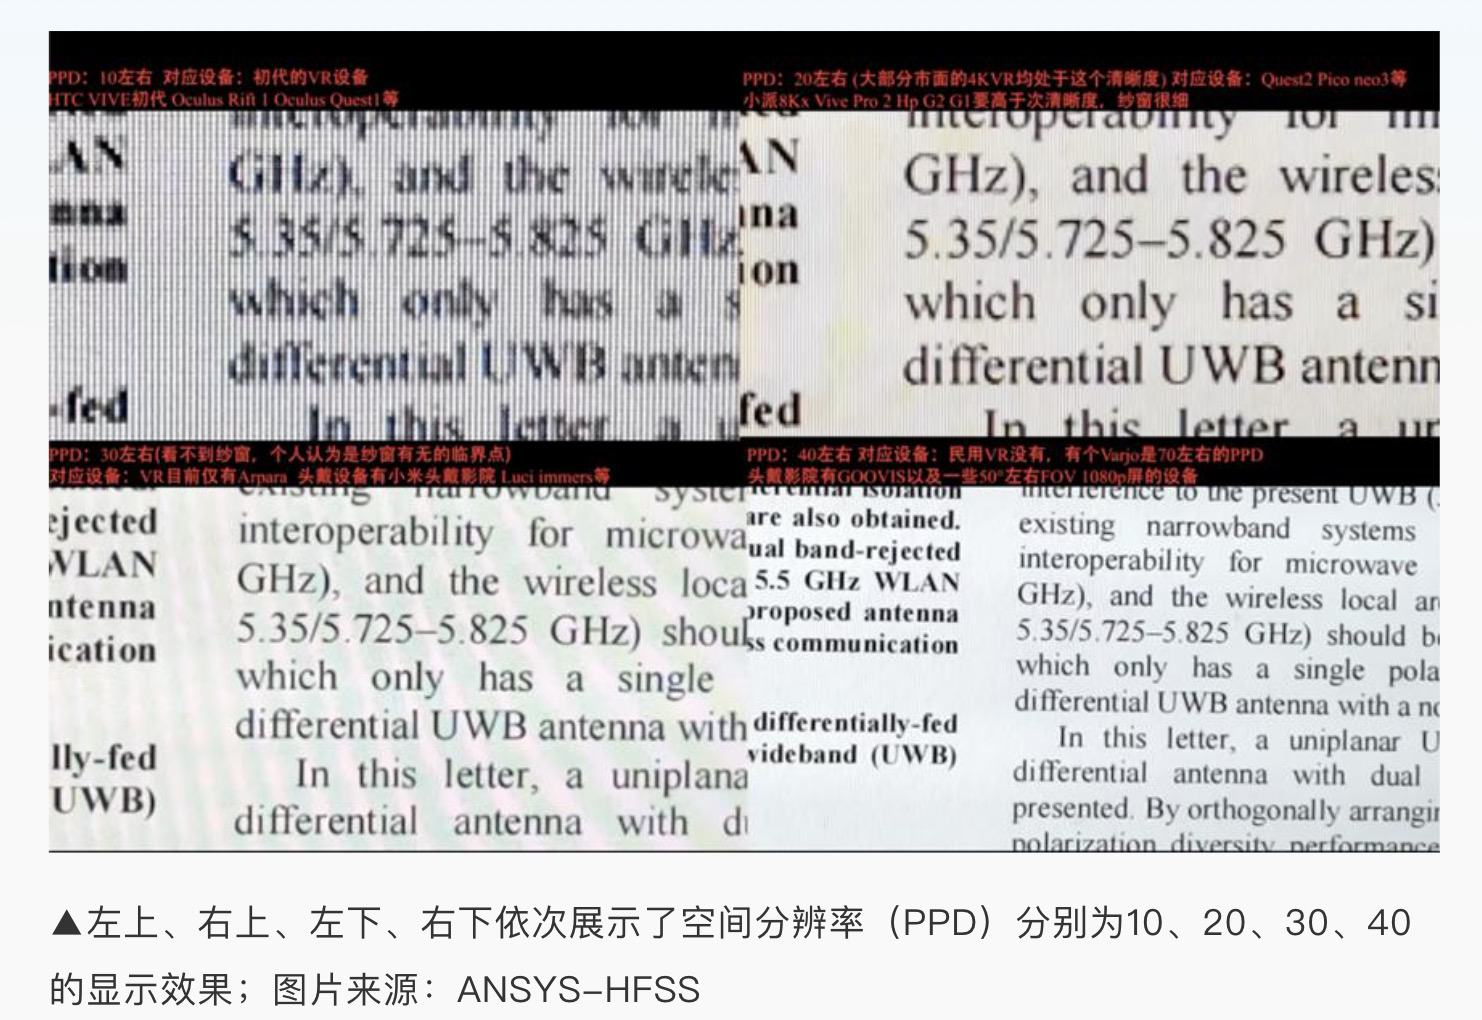 PPD：10左右 对应设备：初代的VR设备
HTC VIVE初代 Oculus Rift 1 Oculus Quest1等
AN
GHz), and the
nna
5.35/5.725–5.825 GHz
tion
which only has a s
differential UWB anten
-fed
In this letter a u
PPD：20左右 (大部分市面的4KVR均处于这个清晰度) 对应设备：Quest2 Pico neo3等
小派8Kx Vive Pro 2 Hp G2 G1要高于次清晰度，纱窗很细
interoperability for
AN
GHz), and the wireles
na
5.35/5.725–5.825 GHz)
ion
which only has a si
differential UWB antenn
fed
In this letter a un
PPD：30左右(看不到纱窗，个人认为是纱窗有无的临界点)
对应设备：VR目前仅有Arpara 头戴设备有小米头戴影院 Luci immers等
existing narrowband syster
ejected
interoperability for microwa
WLAN
GHz), and the wireless loca
ntenna
5.35/5.725–5.825 GHz) shoul
ication
which only has a single
differential UWB antenna with
lly-fed
In this letter, a uniplana
UWB)
differential antenna with du
PPD：40左右 对应设备：民用VR没有，有个Varjo是70左右的PPD
头戴影院有GOOVIS以及一些50°左右FOV 1080p屏的设备
ferential isolation
are also obtained.
ual band-rejected
5.5 GHz WLAN
proposed antenna
ss communication
differentially-fed
wideband (UWB)
interference to the present UWB (
existing narrowband systems
interoperability for microwave
GHz), and the wireless local ar
5.35/5.725–5.825 GHz) should be
which only has a single pola
differential UWB antenna with a no
In this letter, a uniplanar U
differential antenna with dual
presented. By orthogonally arrangin
polarization diversity performance
▲左上、右上、左下、右下依次展示了空间分辨率（PPD）分别为10、20、30、40
的显示效果；图片来源：ANSYS–HFSS